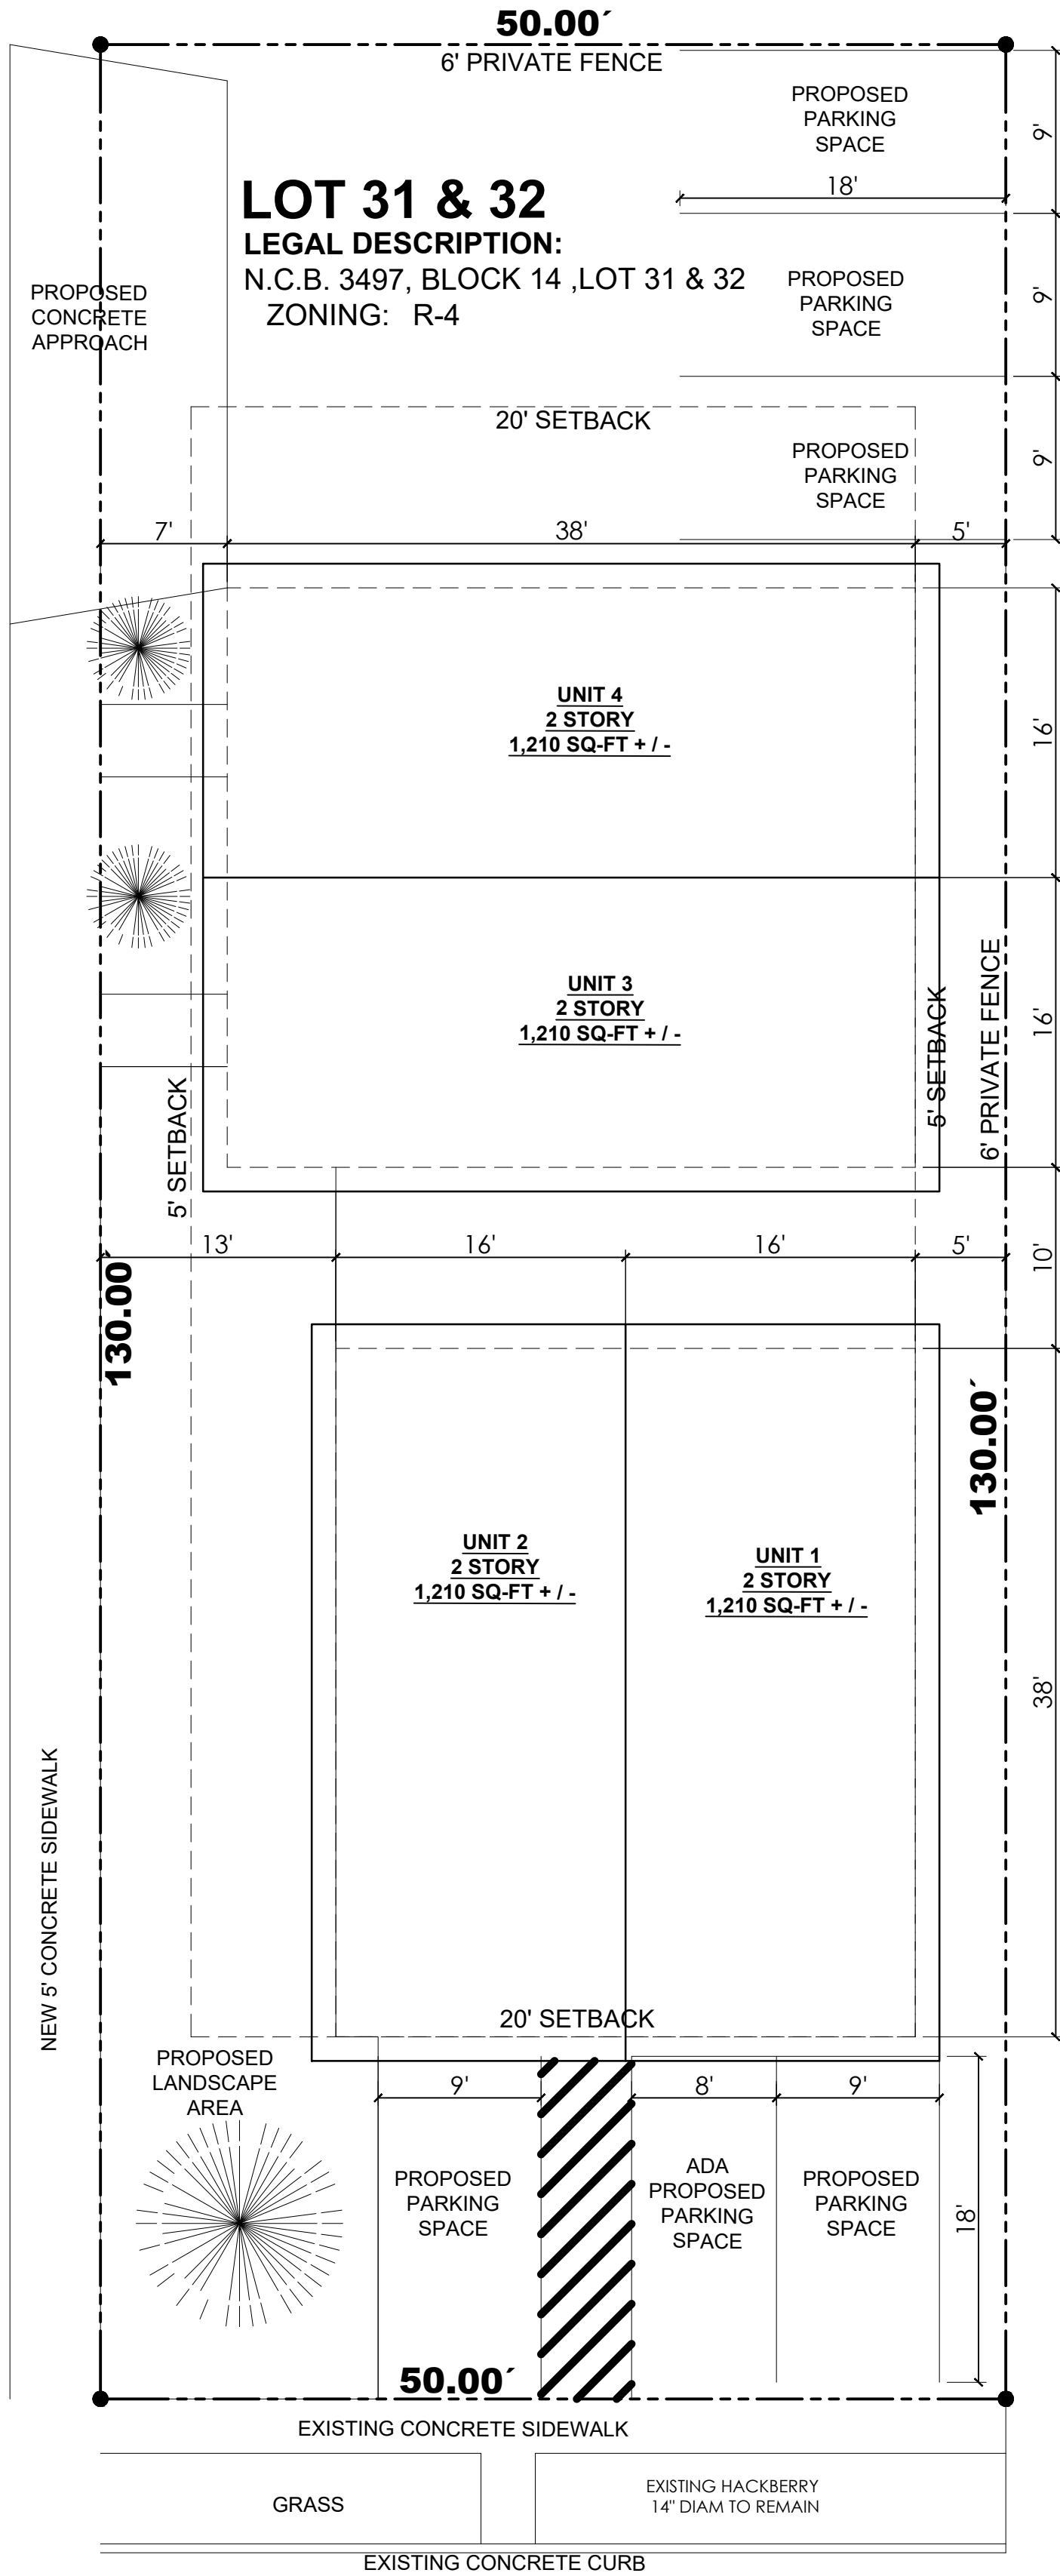 50.00´
6' PRIVATE FENCE
PROPOSED
PARKING
SPACE
9'
18'
LOT 31 & 32
LEGAL DESCRIPTION:
N.C.B. 3497, BLOCK 14 ,LOT 31 & 32
ZONING: R-4
PROPOSED
CONCRETE
APPROACH
PROPOSED
PARKING
SPACE
9'
20' SETBACK
PROPOSED
PARKING
SPACE
9'
7'
38'
5'
UNIT 4
2 STORY
1,210 SQ-FT + / -
16'
UNIT 3
2 STORY
1,210 SQ-FT + / -
16'
5' SETBACK
6' PRIVATE FENCE
5' SETBACK
13'
16'
16'
5'
10'
130.00´
130.00´
UNIT 2
2 STORY
1,210 SQ-FT + / -
UNIT 1
2 STORY
1,210 SQ-FT + / -
38'
NEW 5' CONCRETE SIDEWALK
20' SETBACK
PROPOSED
LANDSCAPE
AREA
9'
8'
9'
PROPOSED
PARKING
SPACE
ADA
PROPOSED
PARKING
SPACE
PROPOSED
PARKING
SPACE
18'
50.00´
EXISTING CONCRETE SIDEWALK
GRASS
EXISTING HACKBERRY
14" DIAM TO REMAIN
EXISTING CONCRETE CURB